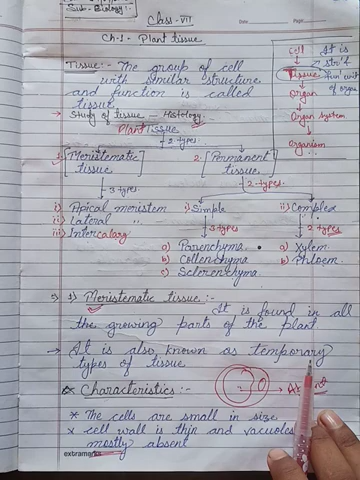 Sub - Biology
Class - VII
Date
Page
Ch-1 - Plant tissue
Cell → It is
Tissue
Organ
Organ system
Organism
Tissue :- The group of cell
with similar structure
and function is called
tissue.
→ Study of tissue - Histology.
Plant Tissue
2-types
1. Meristematic tissue
2. Permanent tissue
3-types
2-types
i) Apical meristem
ii) Lateral "
iii) Intercalary
i) Simple
ii) Complex
3 types
2 types
a) Parenchyma
b) Collenchyma
c) Sclerenchyma
a) Xylem
b) Phloem
1) Meristematic tissue :-
It is found in all
the growing parts of the plant
→ It is also known as temporary
types of tissue
* Characteristics :-
* The cells are small in size
* cell wall is thin and vacuoles
mostly absent
extramarks